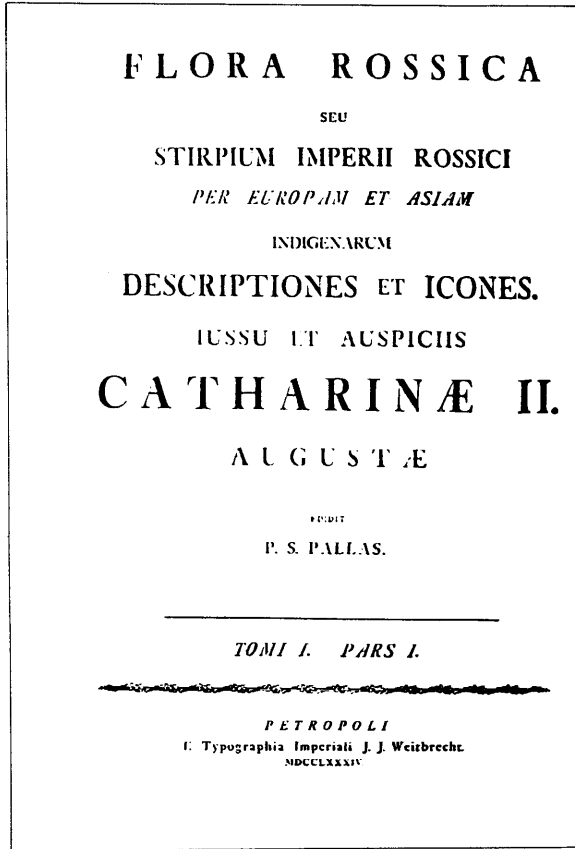 FLORA ROSSICA
SEU
STIRPIUM IMPERII ROSSICI
PER EUROPAM ET ASIAM
INDIGENARUM
DESCRIPTIONES ET ICONES.
IUSSU ET AUSPICIIS
CATHARINÆ II.
AUGUSTÆ
EDIDIT
P. S. PALLAS.
TOMI I. PARS I.
PETROPOLI
E Typographia Imperiali J. J. Weitbrecht.
MDCCLXXXIV